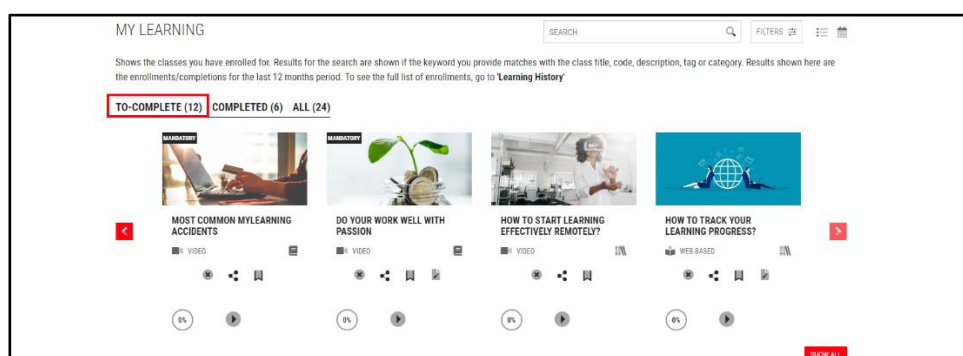 MY LEARNING
SEARCH
FILTERS
Shows the classes you have enrolled for. Results for the search are shown if the keyword you provide matches with the class title, code, description, tag or category. Results shown here are
the enrollments/completions for the last 12 months period. To see the full list of enrollments, go to 'Learning History'
TO-COMPLETE (12) COMPLETED (6) ALL (24)
MANDATORY
MOST COMMON MYLEARNING
ACCIDENTS
VIDEO
0%
MANDATORY
DO YOUR WORK WELL WITH
PASSION
VIDEO
0%
HOW TO START LEARNING
EFFECTIVELY REMOTELY?
VIDEO
0%
HOW TO TRACK YOUR
LEARNING PROGRESS?
WEB-BASED
0%
SHOW ALL